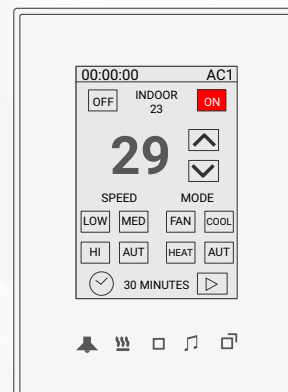 00:00:00 AC1
OFF INDOOR ON
23
29
SPEED MODE
LOW MED FAN COOL
HI AUT HEAT AUT
30 MINUTES